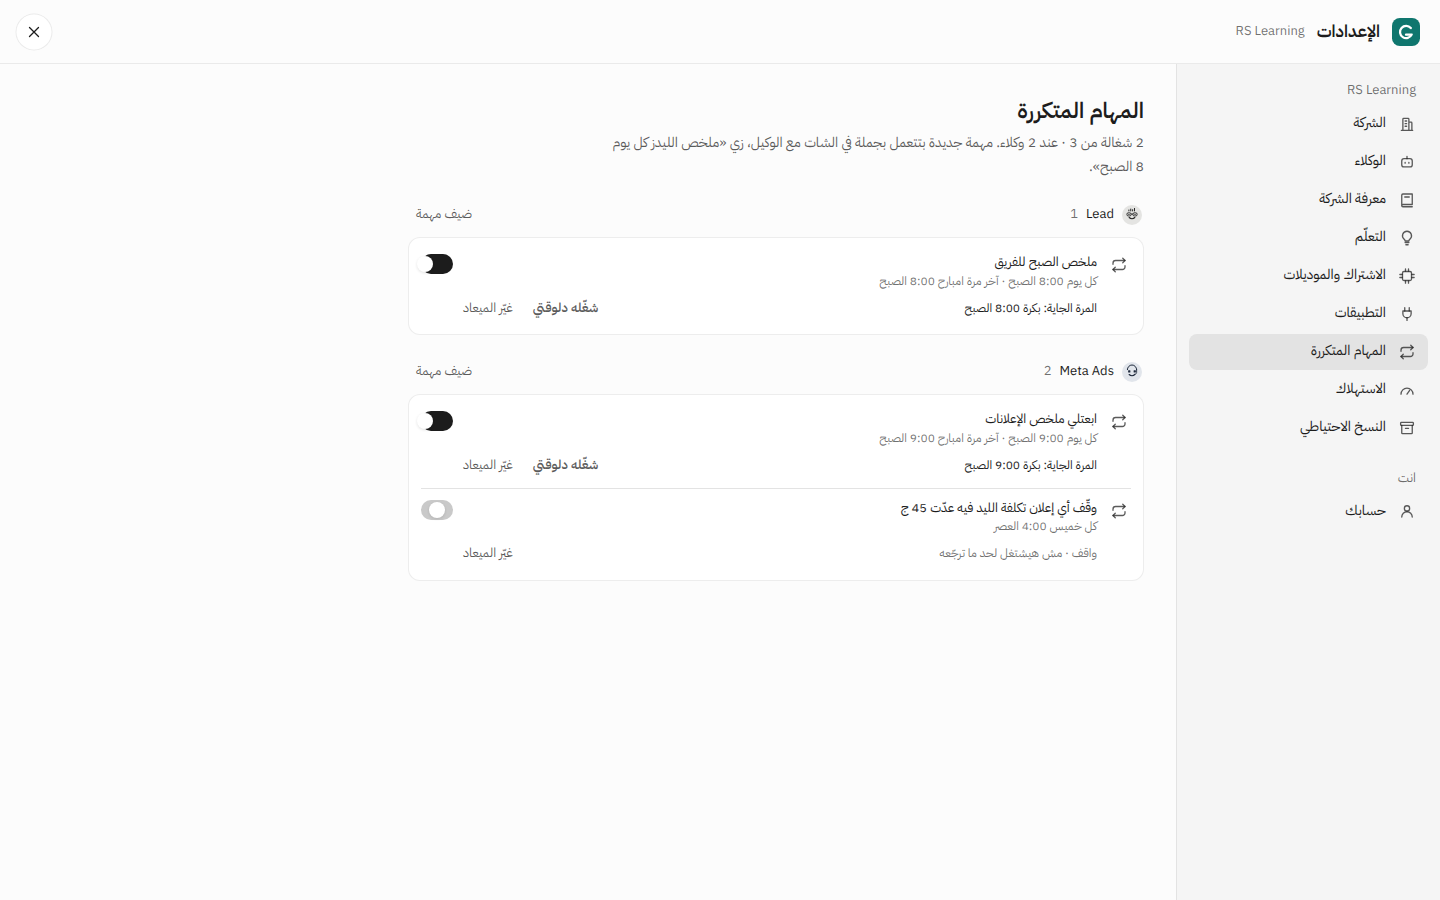 الإعدادات RS Learning
RS Learning
الشركة
الوكلاء
معرفة الشركة
التعلّم
الاشتراك والموديلات
التطبيقات
المهام المتكررة
الاستهلاك
النسخ الاحتياطي
انت
حسابك
المهام المتكررة
2 شغالة من 3 · عند 2 وكلاء. مهمة جديدة بتتعمل بجملة في الشات مع الوكيل، زي «ملخص الليدز كل يوم
8 الصبح».
Lead 1 ضيف مهمة
ملخص الصبح للفريق
كل يوم 8:00 الصبح · آخر مرة امبارح 8:00 الصبح
المرة الجاية: بكرة 8:00 الصبح شغّله دلوقتي غيّر الميعاد
Meta Ads 2 ضيف مهمة
ابعتلي ملخص الإعلانات
كل يوم 9:00 الصبح · آخر مرة امبارح 9:00 الصبح
المرة الجاية: بكرة 9:00 الصبح شغّله دلوقتي غيّر الميعاد
وقّف أي إعلان تكلفة الليد فيه عدّت 45 ج
كل خميس 4:00 العصر
واقف · مش هيشتغل لحد ما ترجّعه غيّر الميعاد